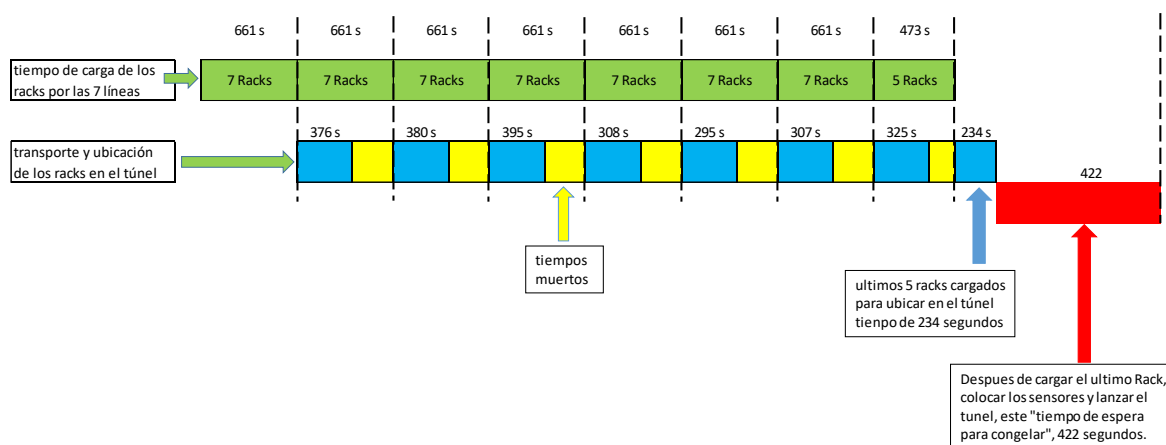 661 s 661 s 661 s 661 s 661 s 661 s 661 s 473 s
tiempo de carga de los
racks por las 7 líneas
7 Racks 7 Racks 7 Racks 7 Racks 7 Racks 7 Racks 7 Racks 5 Racks
376 s 380 s 395 s 308 s 295 s 307 s 325 s 234 s
transporte y ubicación
de los racks en el túnel
422
tiempos
muertos
ultimos 5 racks cargados
para ubicar en el túnel
tienpo de 234 segundos
Despues de cargar el ultimo Rack,
colocar los sensores y lanzar el
tunel, este "tiempo de espera
para congelar", 422 segundos.